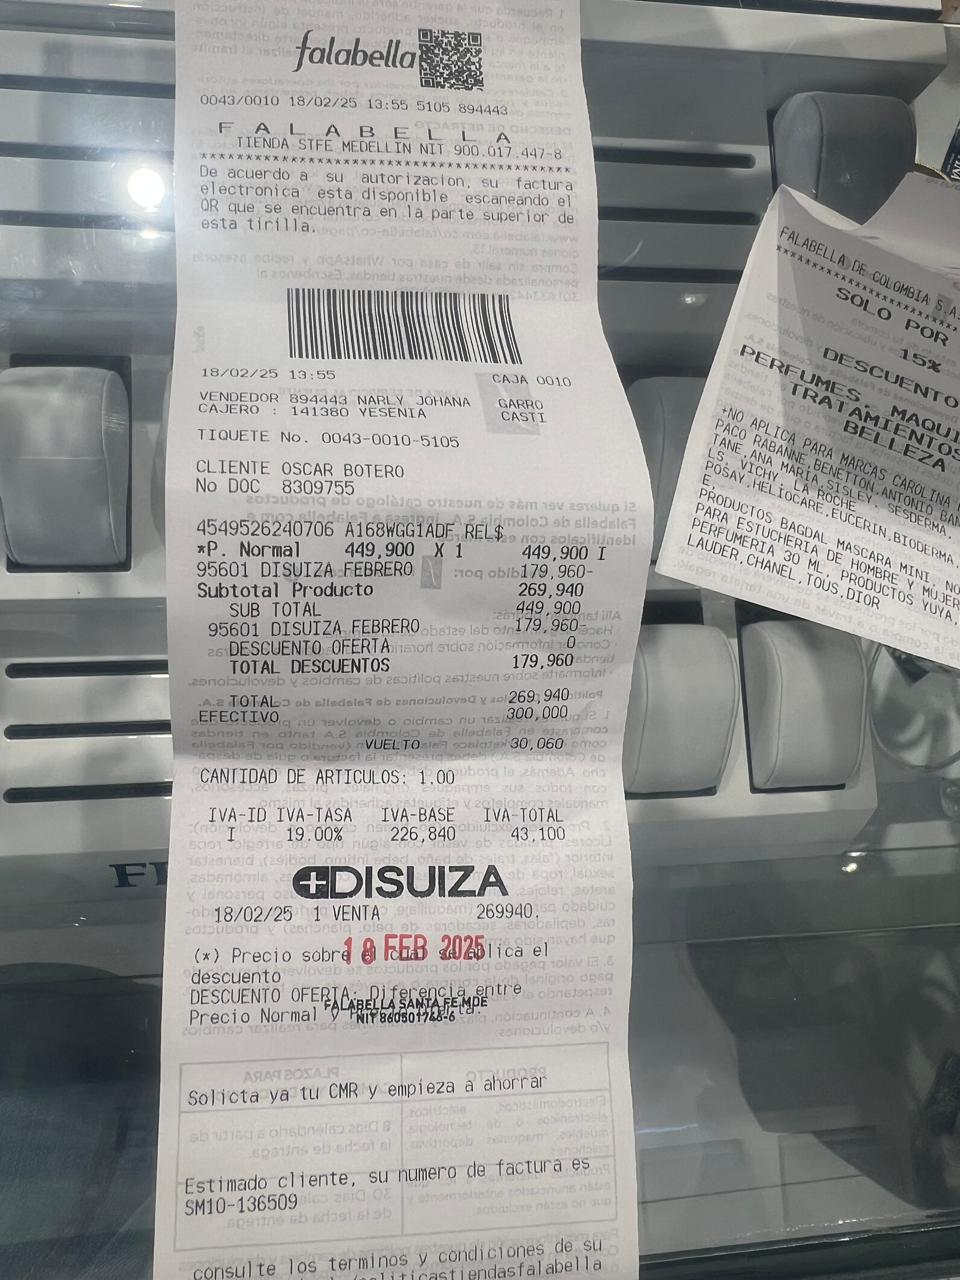 falabella
0043/0010 18/02/25 13:55 5105 894443
F A L A B E L L A
TIENDA STFE MEDELLIN NIT 900.017.447-8
De acuerdo a su autorizacion, su factura
electronica esta disponible escaneando el
QR que se encuentra en la parte superior de
esta tirilla.
18/02/25 13:55 CAJA 0010
VENDEDOR 894443 NARLY JOHANA GARRO
CAJERO : 141380 YESENIA CASTI
TIQUETE No. 0043-0010-5105
CLIENTE OSCAR BOTERO
No DOC 8309755
4549526240706 A168WGG1ADF REL$
*P. Normal 449,900 X 1 449,900 I
95601 DISUIZA FEBRERO 179,960-
Subtotal Producto 269,940
SUB TOTAL 449,900
95601 DISUIZA FEBRERO 179,960-
DESCUENTO OFERTA 0
TOTAL DESCUENTOS 179,960
TOTAL 269,940
EFECTIVO 300,000
VUELTO 30,060
CANTIDAD DE ARTICULOS: 1.00
IVA-ID IVA-TASA IVA-BASE IVA-TOTAL
I 19.00% 226,840 43,100
DISUIZA
18/02/25 1 VENTA 269940.
18 FEB 2025
(*) Precio sobre el cual se aplica el
descuento
DESCUENTO OFERTA: Diferencia entre
Precio Normal y
FALABELLA SANTA FE MDE
NIT 860501746-6
Solicta ya tu CMR y empieza a ahorrar
Estimado cliente, su numero de factura es
SM10-136509
consulte los terminos y condiciones de su
FALABELLA DE COLOMBIA S.A.
SOLO POR
15%
DESCUENTO
PERFUMES, MAQUI
TRATAMIENTOS
BELLEZA
+NO APLICA PARA MARCAS CAROLINA
PACO RABANNE,BENETTON,ANTONIO BAN
TANE,ANA MARIA,SISLEY, SESDERMA,
LS, VICHY, LA ROCHE,
POSAY,HELIOCARE,EUCERIN,BIODERMA,
E,
PRODUCTOS BAGDAL MASCARA MINI, NO
PARA ESTUCHERIA DE HOMBRE Y MUJER
PERFUMERIA 30 ML, PRODUCTOS YUYA,
LAUDER,CHANEL,TOUS,DIOR